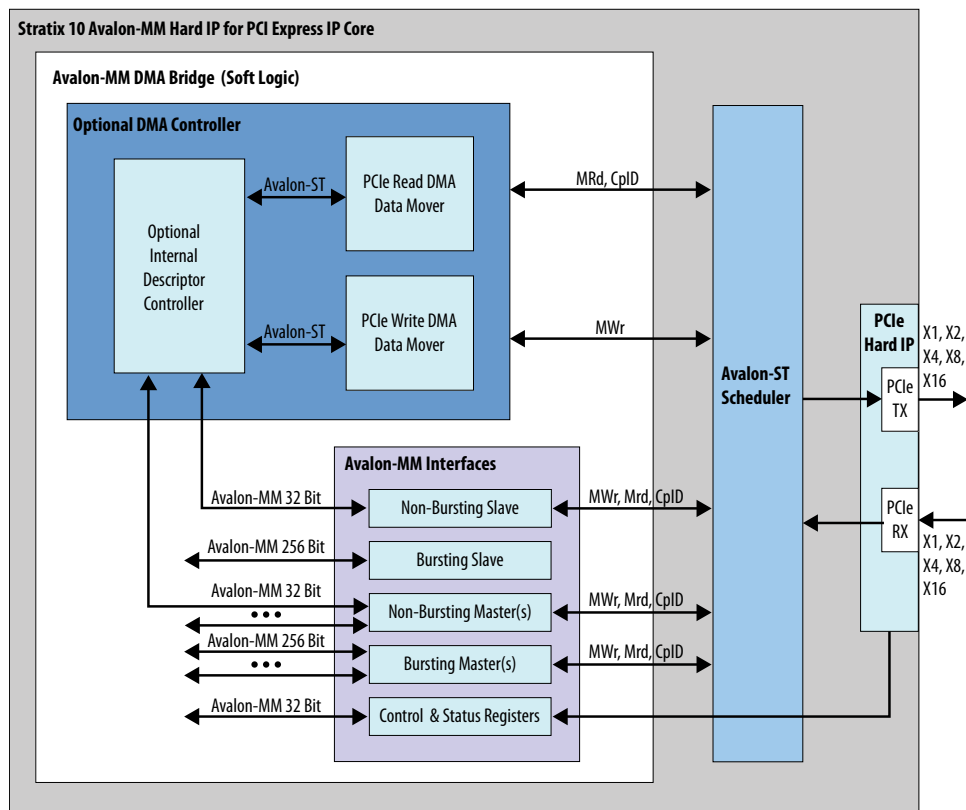 Stratix 10 Avalon-MM Hard IP for PCI Express IP Core
Avalon-MM DMA Bridge (Soft Logic)
Optional DMA Controller
Optional
Internal
Descriptor
Controller
Avalon-ST
PCIe Read DMA
Data Mover
MRd, CplD
Avalon-ST
PCIe Write DMA
Data Mover
MWr
Avalon-ST
Scheduler
PCIe
Hard IP
PCIe
TX
X1, X2,
X4, X8,
X16
PCIe
RX
X1, X2,
X4, X8,
X16
Avalon-MM Interfaces
Avalon-MM 32 Bit
Non-Bursting Slave
MWr, Mrd, CplD
Avalon-MM 256 Bit
Bursting Slave
Avalon-MM 32 Bit
Non-Bursting Master(s)
MWr, Mrd, CplD
Avalon-MM 256 Bit
Bursting Master(s)
MWr, Mrd, CplD
Avalon-MM 32 Bit
Control & Status Registers